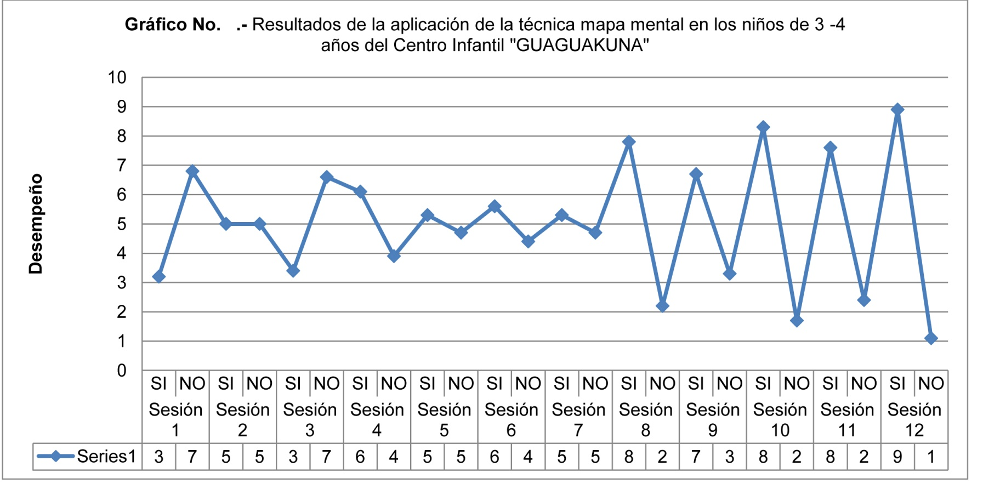 Gráfico No. .- Resultados de la aplicación de la técnica mapa mental en los niños de 3 -4
años del Centro Infantil "GUAGUAKUNA"
Desempeño
10
9
8
7
6
5
4
3
2
1
0
SI NO SI NO SI NO SI NO SI NO SI NO SI NO SI NO SI NO SI NO SI NO SI NO
Sesión Sesión Sesión Sesión Sesión Sesión Sesión Sesión Sesión Sesión Sesión Sesión
1 2 3 4 5 6 7 8 9 10 11 12
Series1 3 7 5 5 3 7 6 4 5 5 6 4 5 5 8 2 7 3 8 2 8 2 9 1